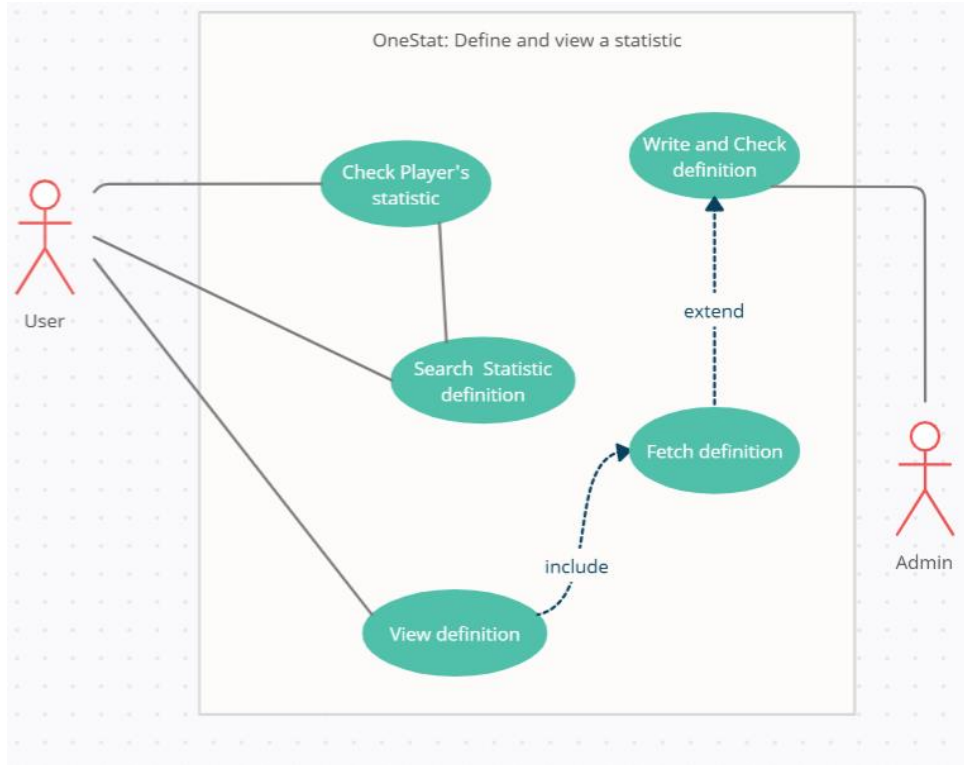 OneStat: Define and view a statistic
Check Player's
statistic
Write and Check
definition
User
extend
Search  Statistic
definition
Fetch definition
include
Admin
View definition